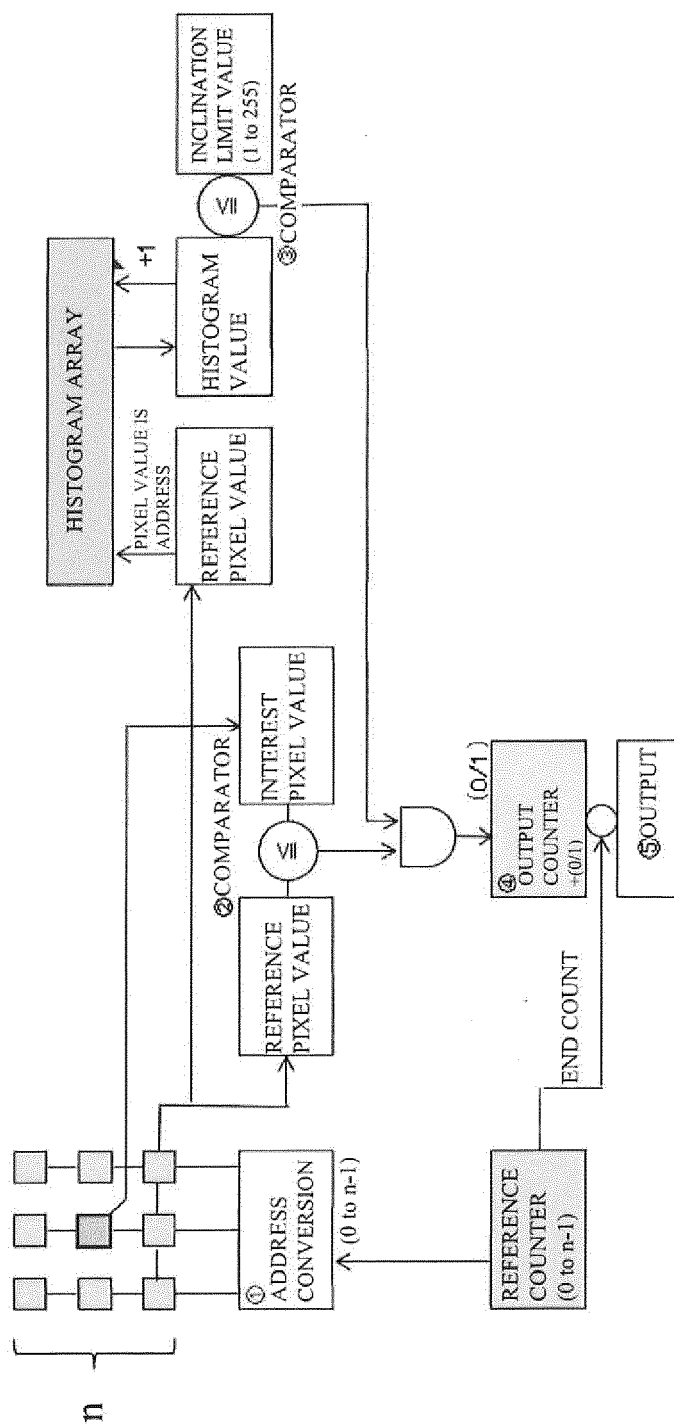 n
①
ADDRESS
CONVERSION
(0 to n-1)
REFERENCE
COUNTER
(0 to n-1)
END COUNT
REFERENCE
PIXEL VALUE
②COMPARATOR
≤
INTEREST
PIXEL VALUE
REFERENCE
PIXEL VALUE
PIXEL VALUE IS
ADDRESS
HISTOGRAM ARRAY
+1
HISTOGRAM
VALUE
≤
③COMPARATOR
INCLINATION
LIMIT VALUE
(1 to 255)
(0/1)
④
OUTPUT
COUNTER
+(0/1)
⑤OUTPUT